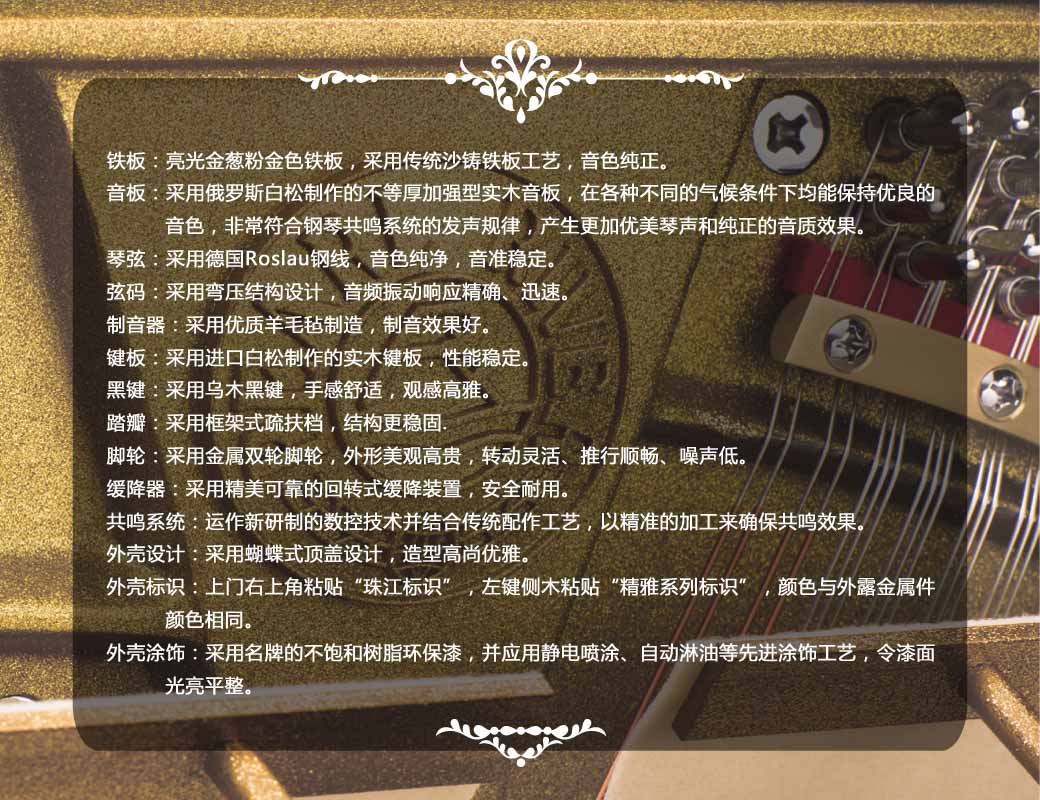 铁板：亮光金葱粉金色铁板，采用传统沙铸铁板工艺，音色纯正。
音板：采用俄罗斯白松制作的不等厚加强型实木音板，在各种不同的气候条件下均能保持优良的
音色，非常符合钢琴共鸣系统的发声规律，产生更加优美琴声和纯正的音质效果。
琴弦：采用德国Roslau钢线，音色纯净，音准稳定。
弦码：采用弯压结构设计，音频振动响应精确、迅速。
制音器：采用优质羊毛毡制造，制音效果好。
键板：采用进口白松制作的实木键板，性能稳定。
黑键：采用乌木黑键，手感舒适，观感高雅。
踏瓣：采用框架式疏扶档，结构更稳固.
脚轮：采用金属双轮脚轮，外形美观高贵，转动灵活、推行顺畅、噪声低。
缓降器：采用精美可靠的回转式缓降装置，安全耐用。
共鸣系统：运作新研制的数控技术并结合传统配作工艺，以精准的加工来确保共鸣效果。
外壳设计：采用蝴蝶式顶盖设计，造型高尚优雅。
外壳标识：上门右上角粘贴“珠江标识”，左键侧木粘贴“精雅系列标识”，颜色与外露金属件
颜色相同。
外壳涂饰：采用名牌的不饱和树脂环保漆，并应用静电喷涂、自动淋油等先进涂饰工艺，令漆面
光亮平整。